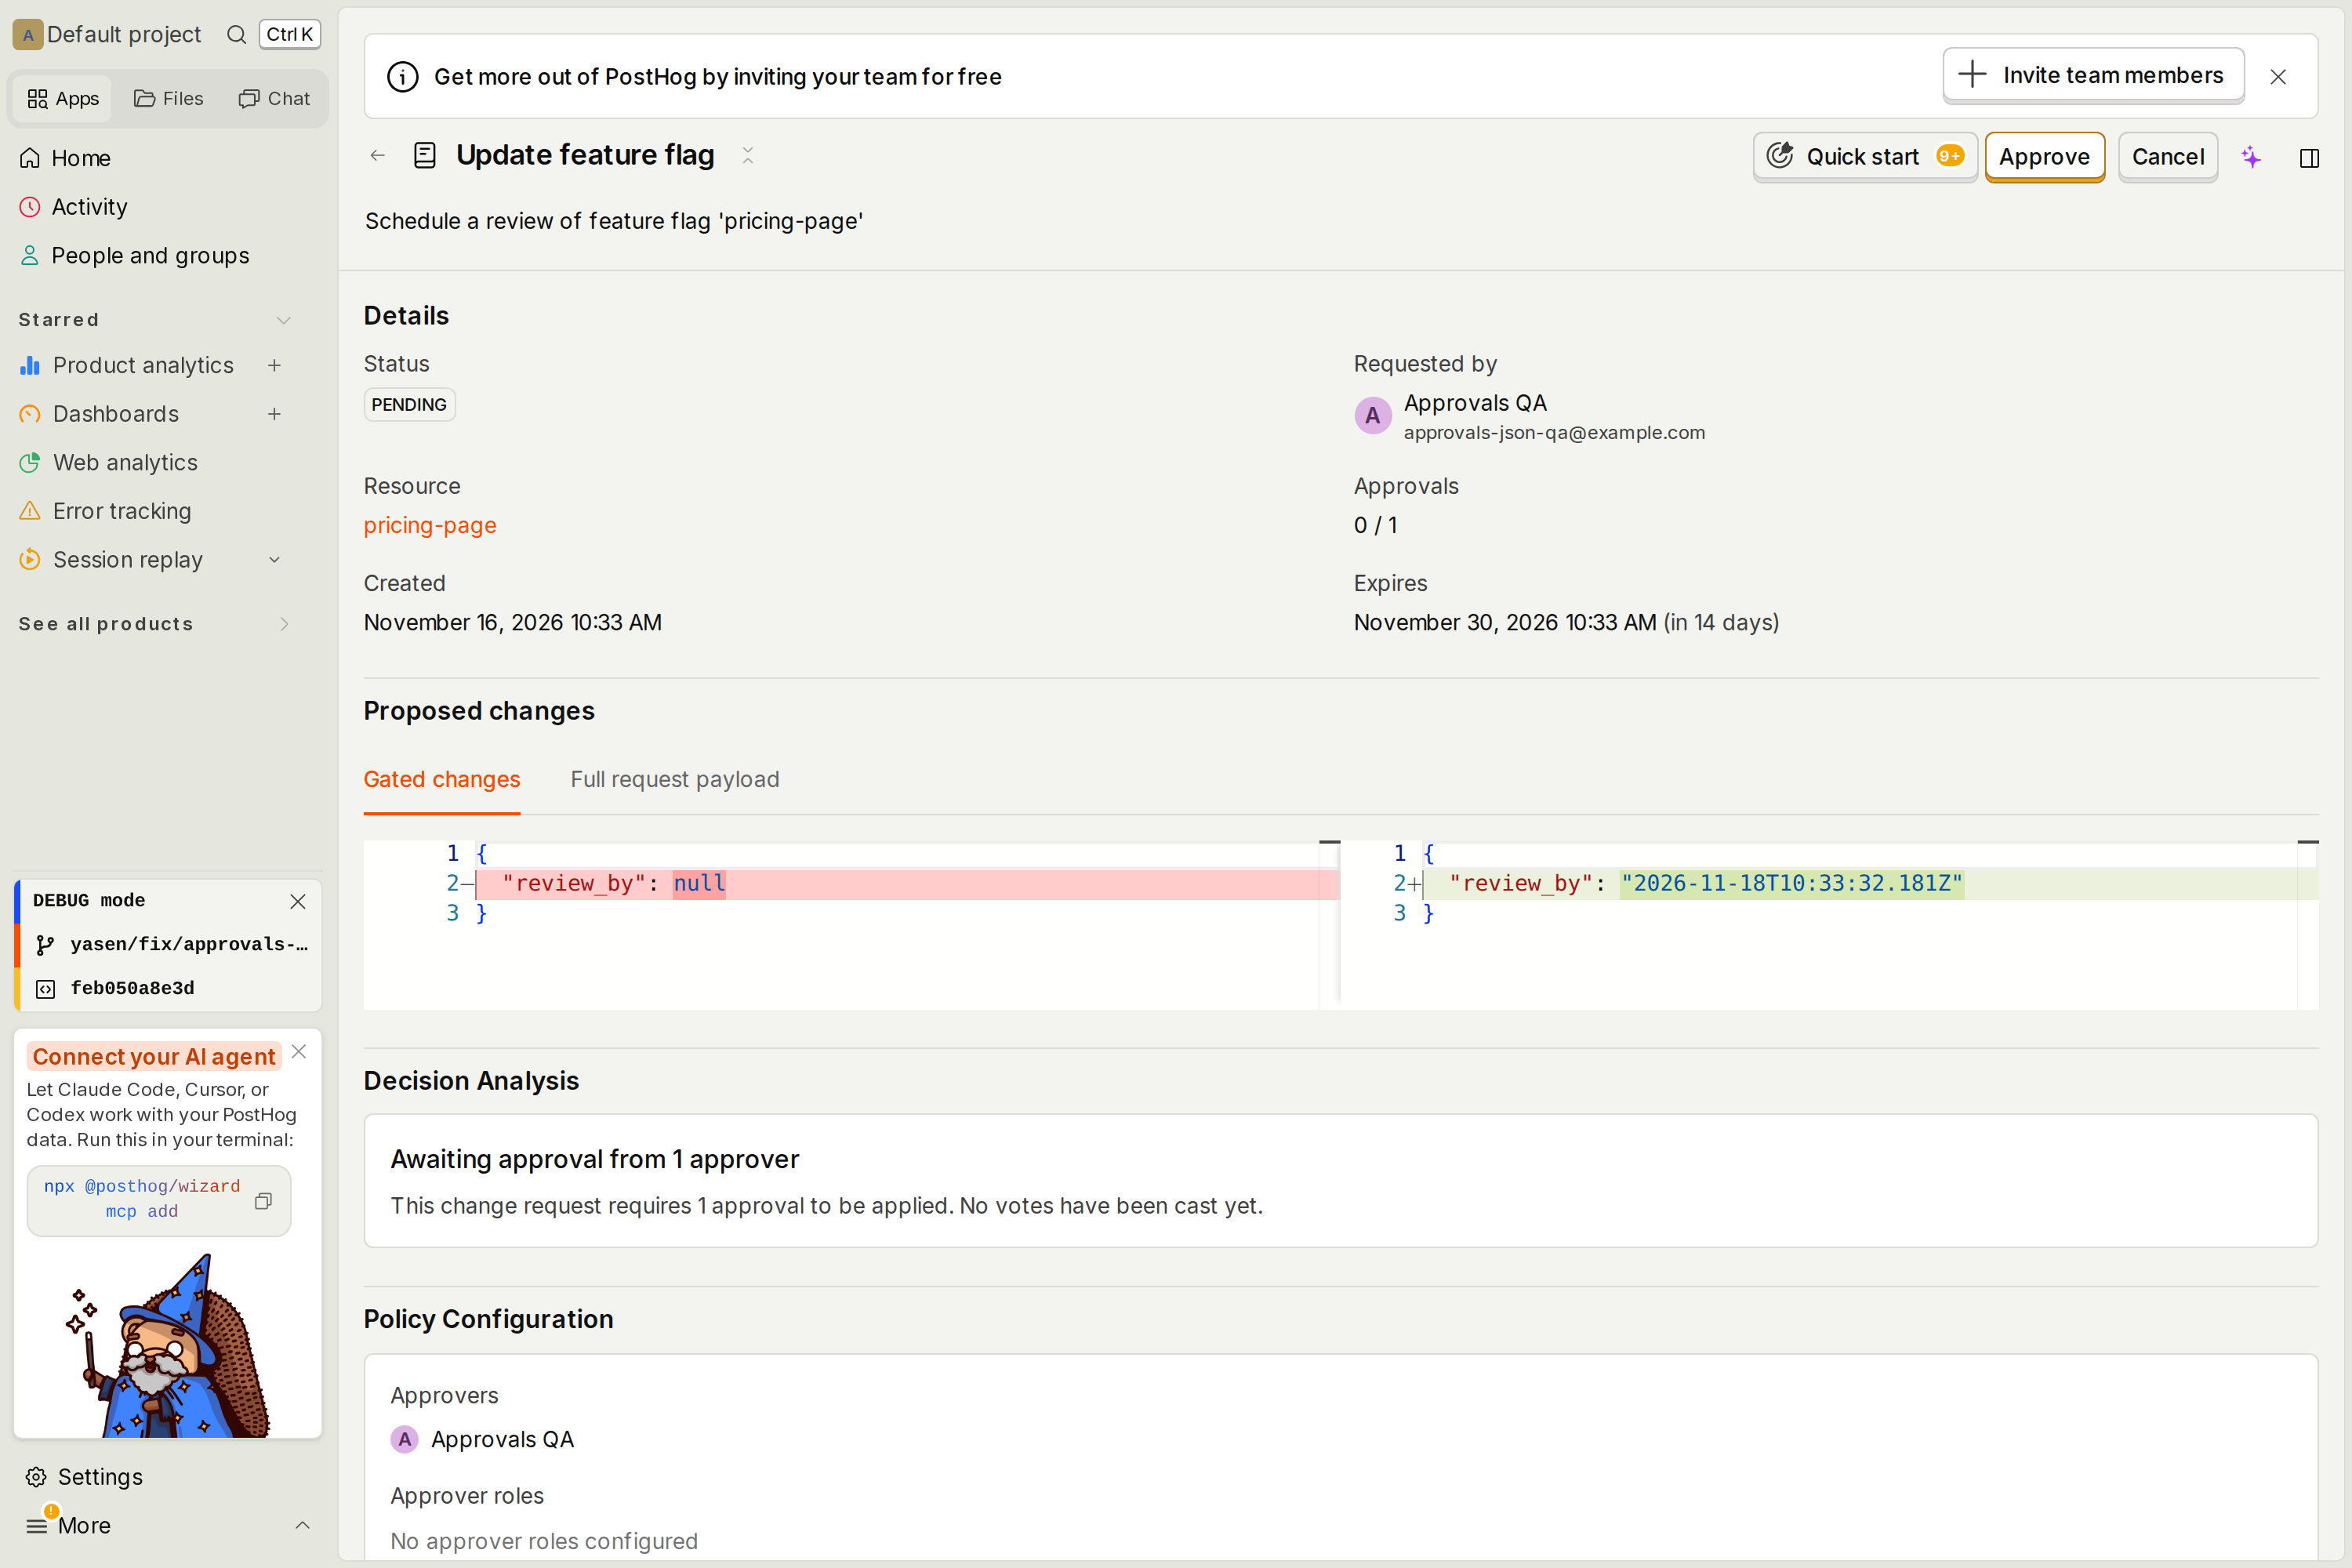 A Default project Ctrl K
Apps Files Chat
Home
Activity
People and groups
Starred
Product analytics
Dashboards
Web analytics
Error tracking
Session replay
See all products
DEBUG mode
yasen/fix/approvals-…
feb050a8e3d
Connect your AI agent
Let Claude Code, Cursor, or
Codex work with your PostHog
data. Run this in your terminal:
npx @posthog/wizard
mcp add
Settings
More
Get more out of PostHog by inviting your team for free
Invite team members
Update feature flag
Quick start 9+
Approve
Cancel
Schedule a review of feature flag 'pricing-page'
Details
Status
PENDING
Requested by
A Approvals QA
approvals-json-qa@example.com
Resource
pricing-page
Approvals
0 / 1
Created
November 16, 2026 10:33 AM
Expires
November 30, 2026 10:33 AM (in 14 days)
Proposed changes
Gated changes Full request payload
1 {
2— "review_by": null
3 }
1 {
2+ "review_by": "2026-11-18T10:33:32.181Z"
3 }
Decision Analysis
Awaiting approval from 1 approver
This change request requires 1 approval to be applied. No votes have been cast yet.
Policy Configuration
Approvers
A Approvals QA
Approver roles
No approver roles configured